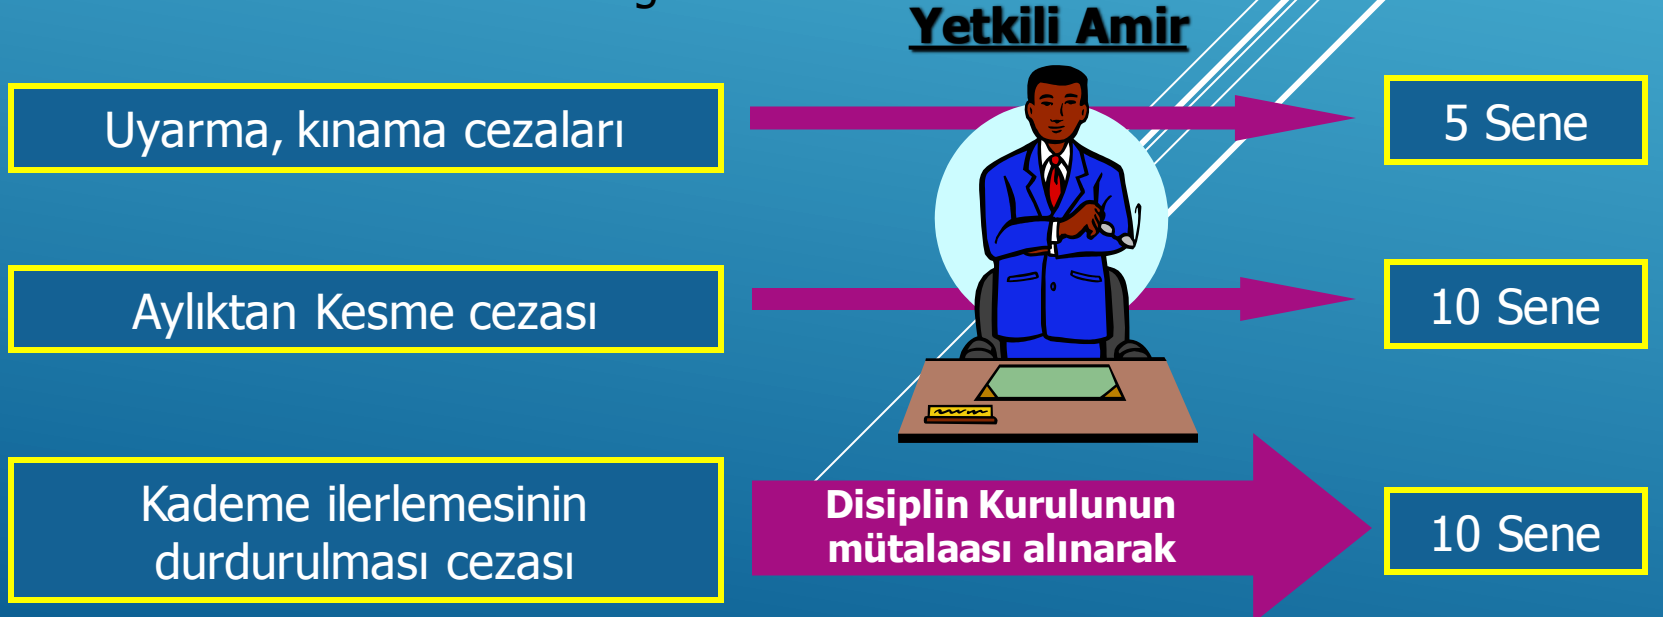 Yetkili Amir
Uyarma, kınama cezaları
5 Sene
Aylıktan Kesme cezası
10 Sene
Kademe ilerlemesinin
durdurulması cezası
Disiplin Kurulunun
mütalaası alınarak
10 Sene